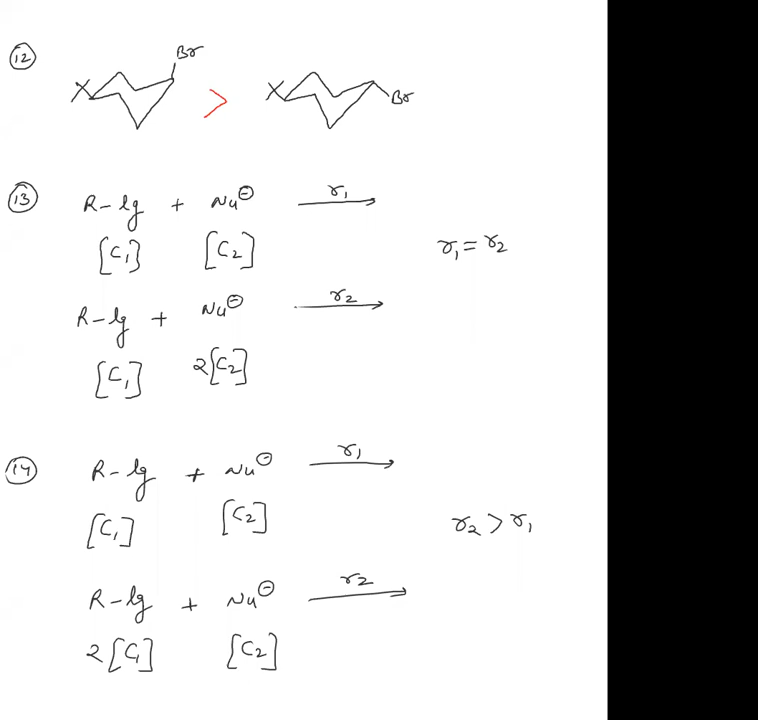 12 Br > Br
13 R-lg + Nu⊖ r₁ →
[C₁] [C₂] r₁ = r₂
R-lg + Nu⊖ r₂ →
[C₁] 2[C₂]
14 R-lg + Nu⊖ r₁ →
[C₁] [C₂] r₂ > r₁
R-lg + Nu⊖ r₂ →
2[C₁] [C₂]